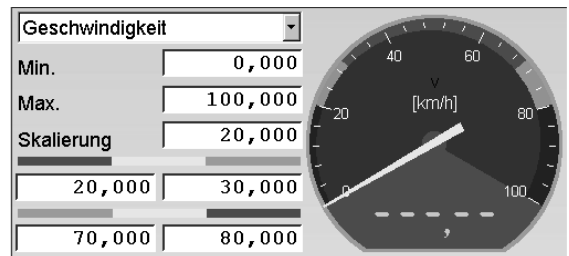 Geschwindigkeit
Min. 0,000
Max. 100,000
Skalierung 20,000
20,000 30,000
70,000 80,000
40 60
V
[km/h]
20 80
0 100
– – – – –
,